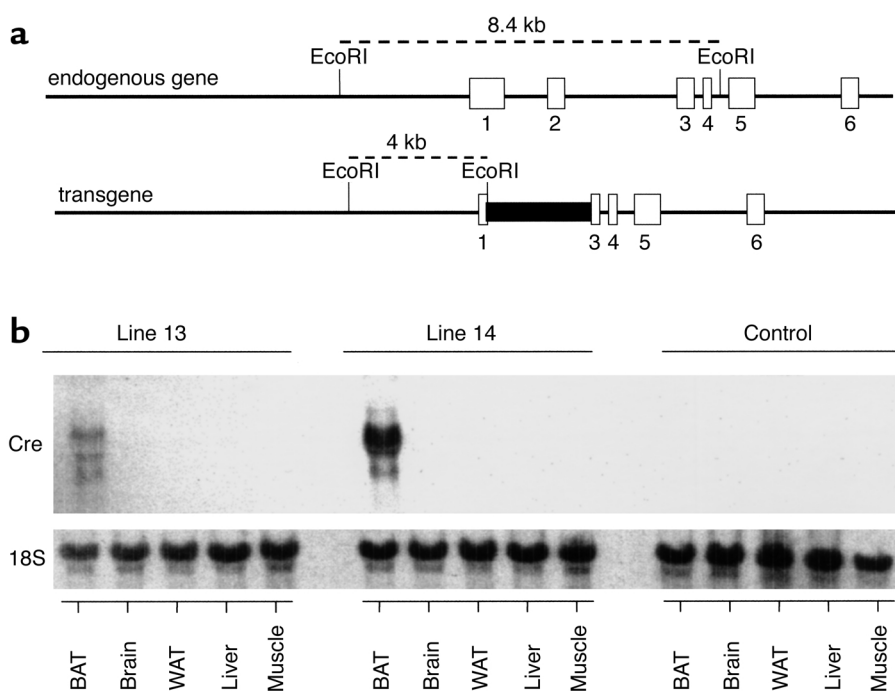 a
8.4 kb
EcoRI EcoRI
endogenous gene
1 2 3 4 5 6
4 kb
EcoRI EcoRI
transgene
1 3 4 5 6
b
Line 13 Line 14 Control
Cre
18S
BAT Brain WAT Liver Muscle BAT Brain WAT Liver Muscle BAT Brain WAT Liver Muscle